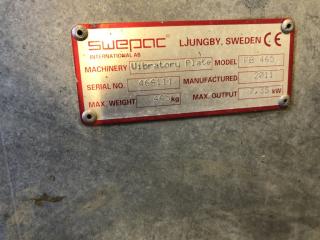 swepac LJUNGBY, SWEDEN CE
INTERNATIONAL AB
MACHINERY Vibratory Plate MODEL FB 465
SERIAL NO. MANUFACTURED 2011
MAX. WEIGHT kg MAX. OUTPUT kW